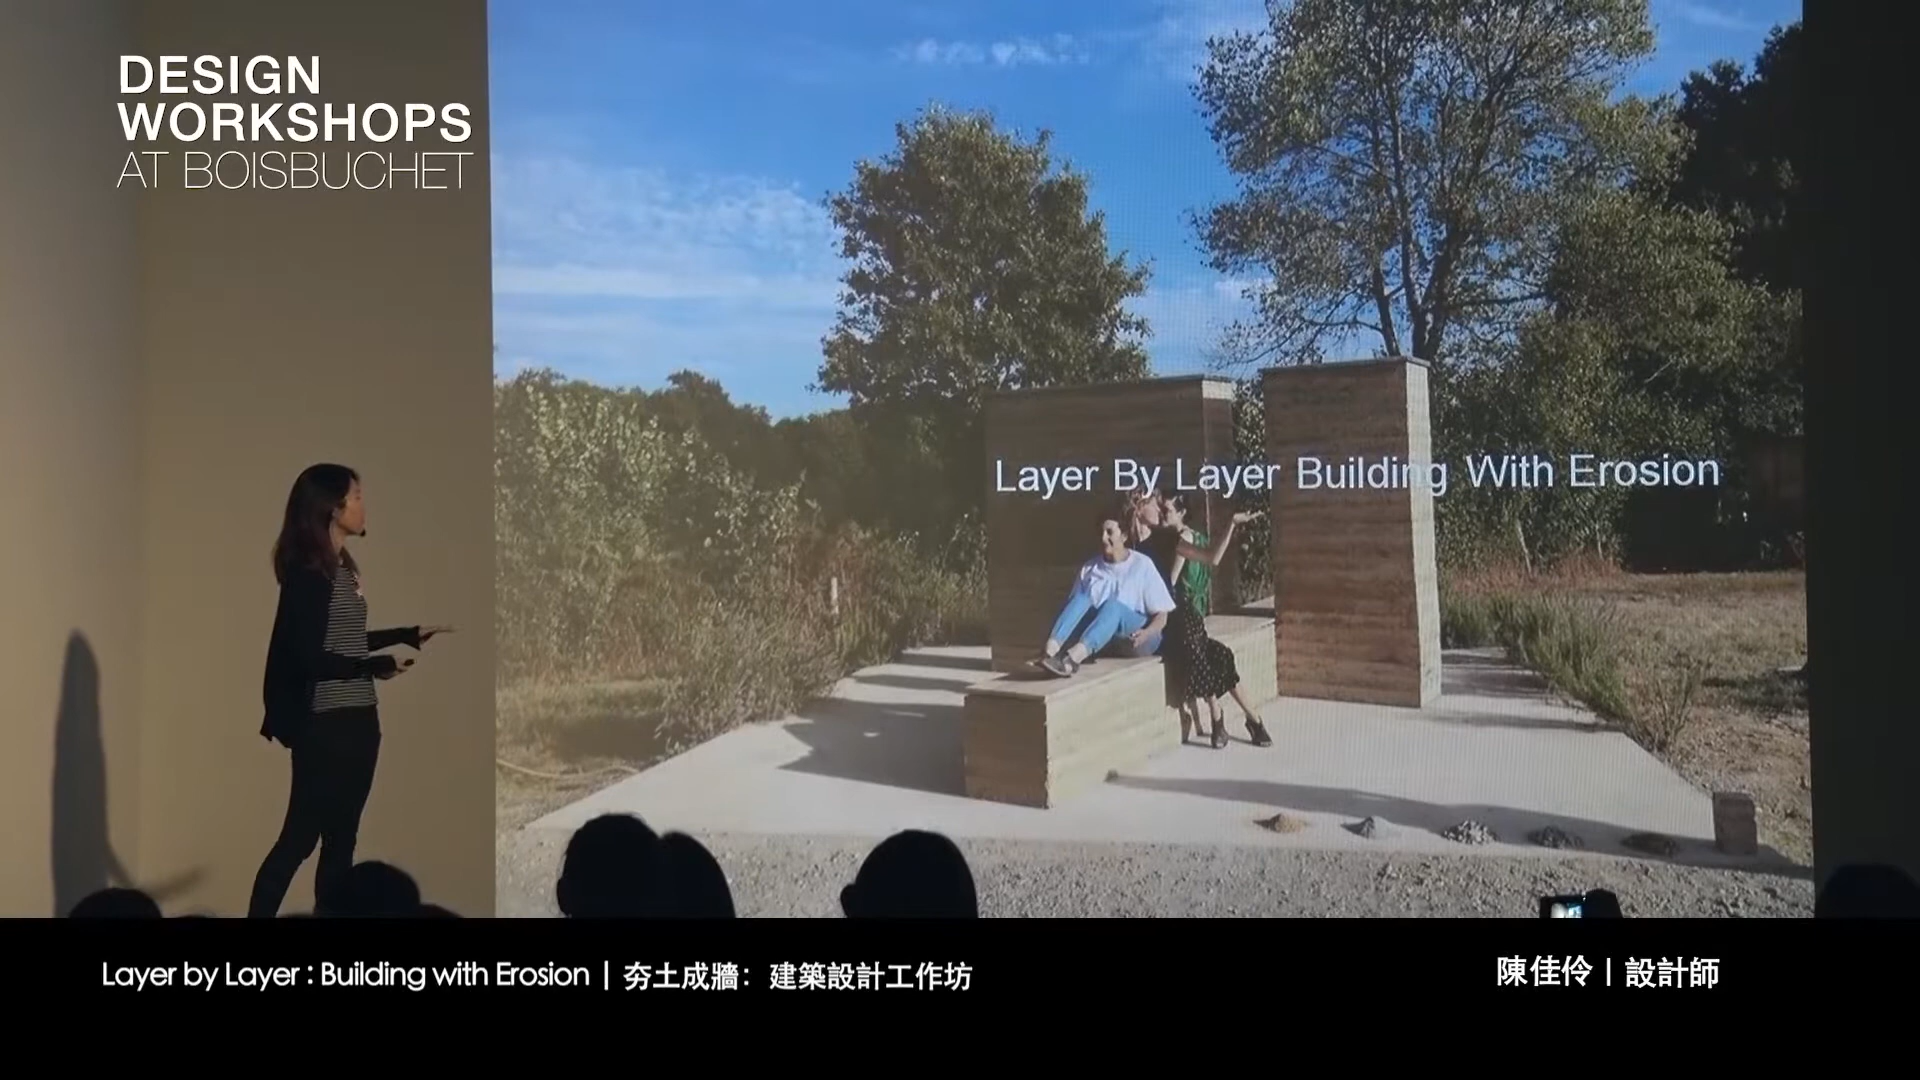 DESIGN
WORKSHOPS
AT BOISBUCHET
Layer By Layer Building With Erosion
Layer by Layer : Building with Erosion | 夯土成牆：建築設計工作坊
陳佳伶 | 設計師